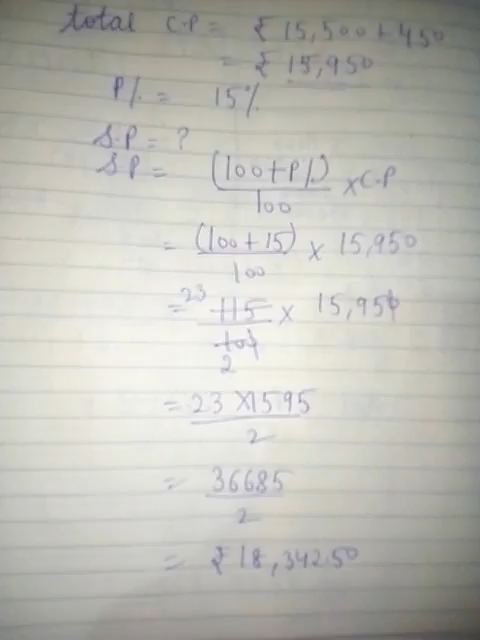 total C.P = ₹ 15,500 + 450
= ₹ 15,950
P% = 15%
S.P = ?
S.P = (100+P%) × C.P
100
= (100 + 15) × 15,950
100
= 23 115 × 15,950
100
2
= 23 × 1595
2
= 36685
2
= ₹ 18,342.50